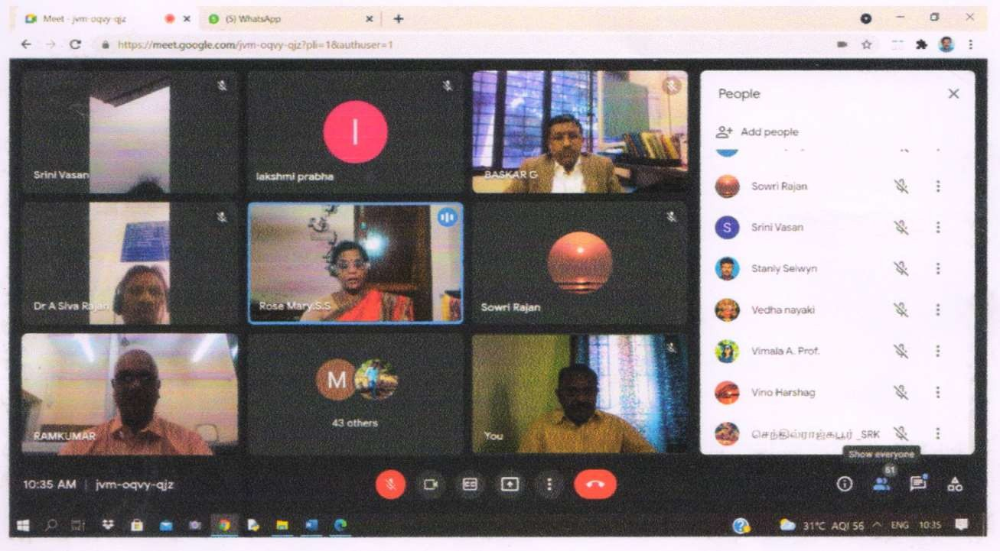 Meet - jvm-oqvy-qjz
(5) WhatsApp
https://meet.google.com/jvm-oqvy-qjz?pli=1&authuser=1
Srini Vasan
l
lakshmi prabha
BASKAR G
Dr A Siva Rajan
Rose Mary.S.S
Sowri Rajan
RAMKUMAR
M
43 others
You
People
Add people
Sowri Rajan
S
Srini Vasan
Stanly Selwyn
Vedha nayaki
Vimala A. Prof.
Vino Harshag
செந்தில்ராஜ்கபூர் _SRK
Show everyone
10:35 AM | jvm-oqvy-qjz
31°C AQI 56 ENG 10:35